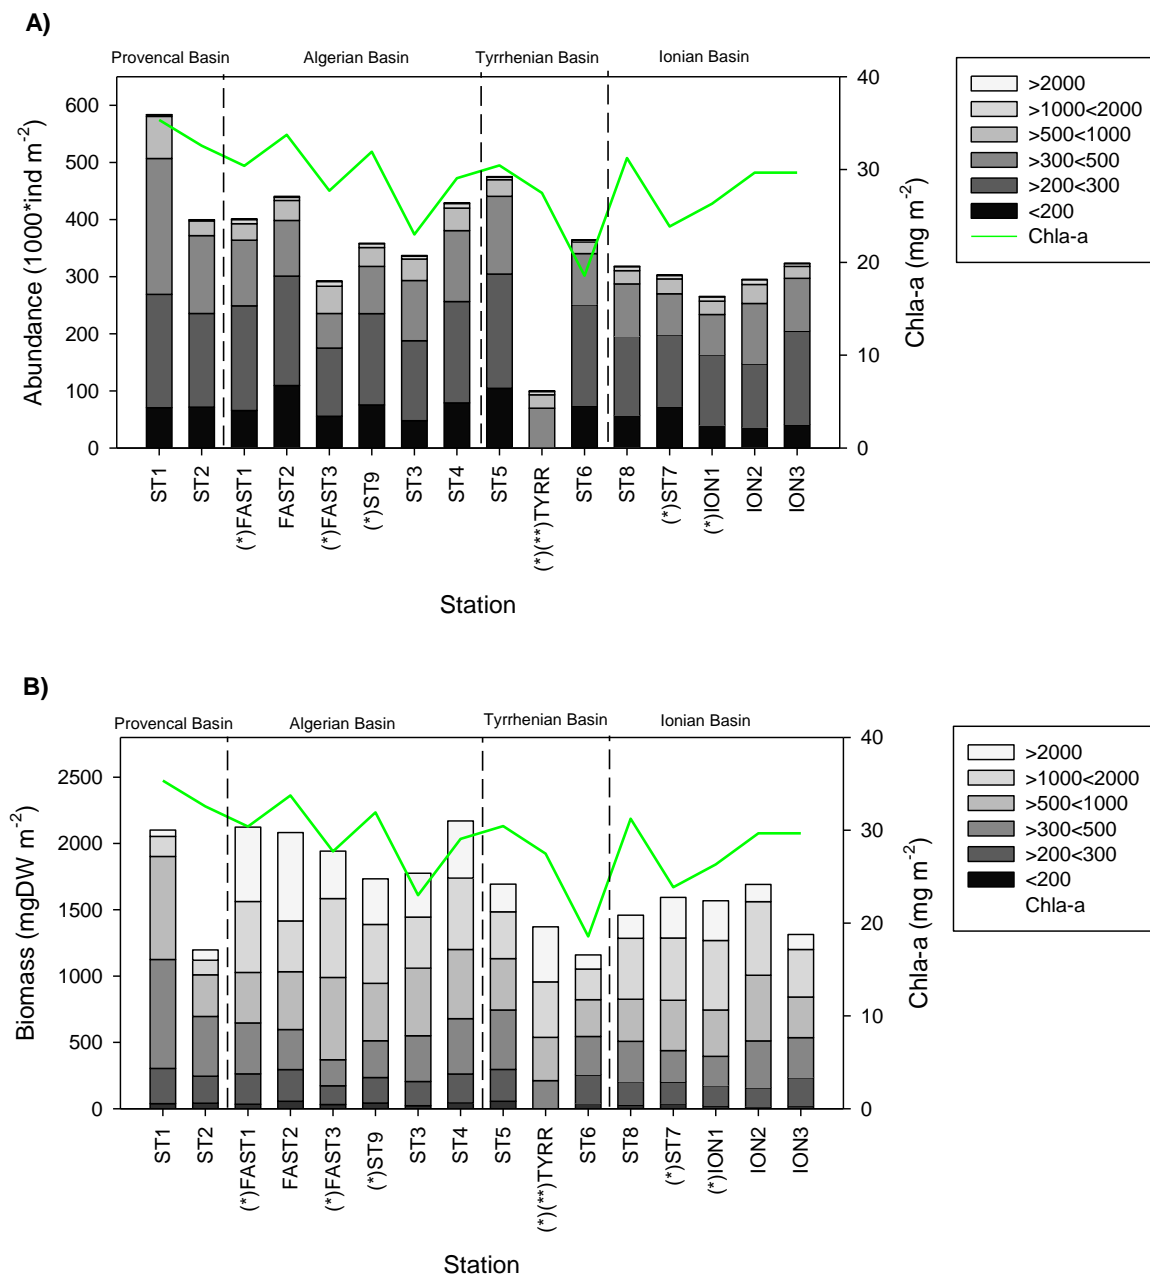 A)
Provencal Basin Algerian Basin Tyrrhenian Basin Ionian Basin
Abundance (1000*ind m-2)
600
500
400
300
200
100
0
40
30
20
10
0
Chla-a (mg m-2)
>2000
>1000<2000
>500<1000
>300<500
>200<300
<200
Chla-a
ST1
ST2
(*)FAST1
FAST2
(*)FAST3
(*)ST9
ST3
ST4
ST5
(*)(**)TYRR
ST6
ST8
(*)ST7
(*)ION1
ION2
ION3
Station
B)
Provencal Basin Algerian Basin Tyrrhenian Basin Ionian Basin
Biomass (mgDW m-2)
2500
2000
1500
1000
500
0
40
30
20
10
0
Chla-a (mg m-2)
>2000
>1000<2000
>500<1000
>300<500
>200<300
<200
Chla-a
ST1
ST2
(*)FAST1
FAST2
(*)FAST3
(*)ST9
ST3
ST4
ST5
(*)(**)TYRR
ST6
ST8
(*)ST7
(*)ION1
ION2
ION3
Station